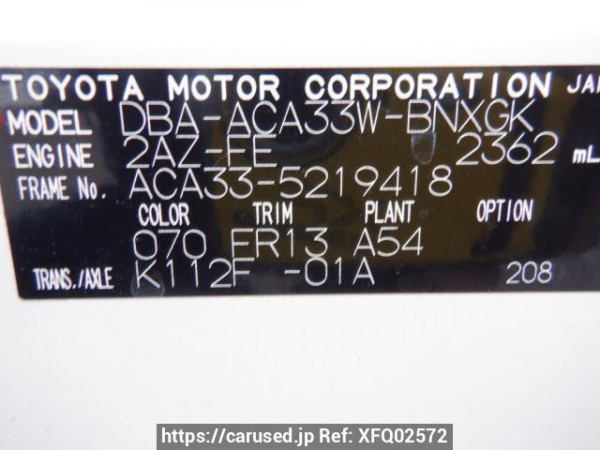 TOYOTA MOTOR CORPORATION JAP
MODEL DBA-ACA33W-BNXGK
ENGINE 2AZ-FE 2362 mL
FRAME No. ACA33-5219418
COLOR TRIM PLANT OPTION
070 FR13 A54
TRANS./AXLE K112F -01A 208
https://carused.jp Ref: XFQ02572